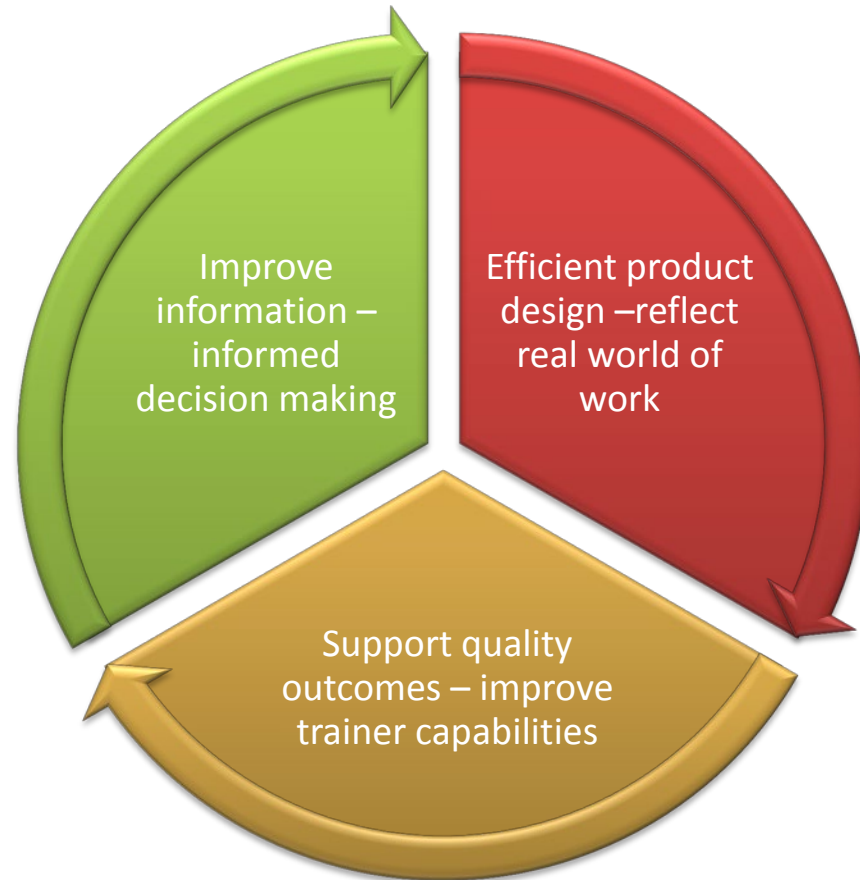 Improve
information –
informed
decision making
Efficient product
design –reflect
real world of
work
Support quality
outcomes – improve
trainer capabilities